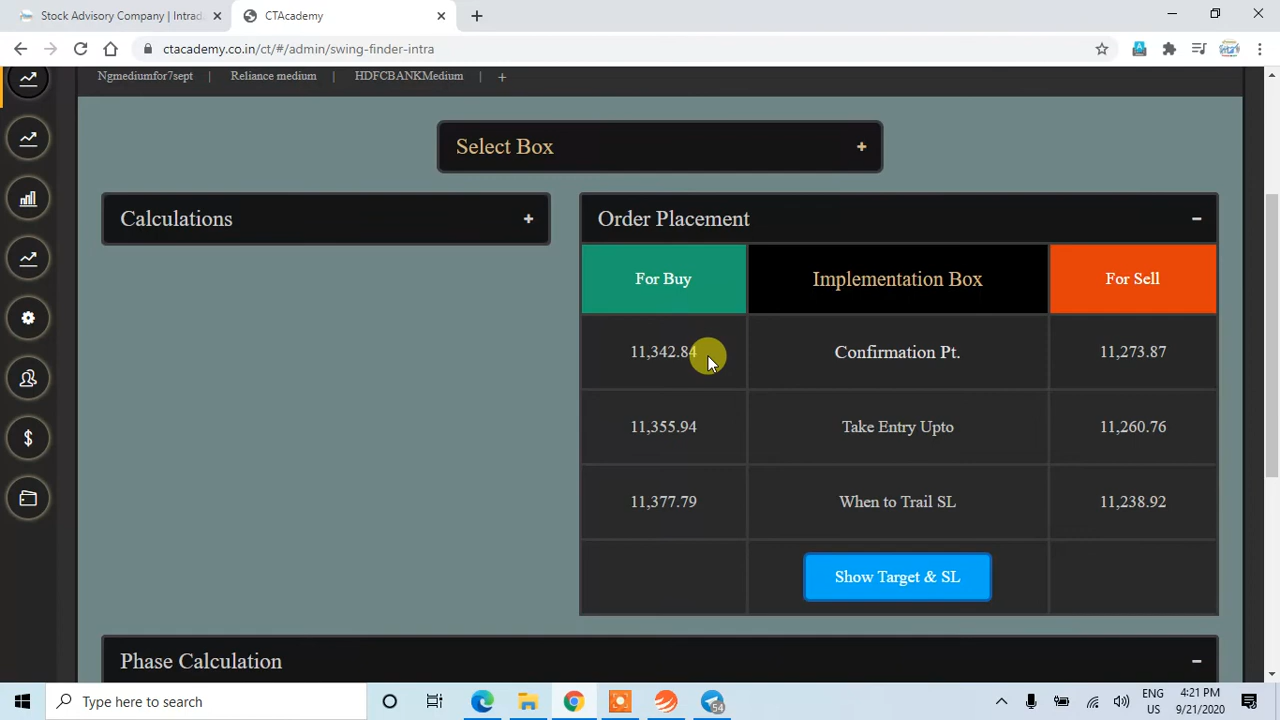 Stock Advisory Company | Intrad
CTAcademy
ctacademy.co.in/ct/#/admin/swing-finder-intra
Ngmediumfor7sept | Reliance medium | HDFCBANKMedium | +
Select Box +
Calculations +
Order Placement −
For Buy Implementation Box For Sell
11,342.84 Confirmation Pt. 11,273.87
11,355.94 Take Entry Upto 11,260.76
11,377.79 When to Trail SL 11,238.92
Show Target & SL
Phase Calculation −
Type here to search
54
ENG
US
4:21 PM
9/21/2020